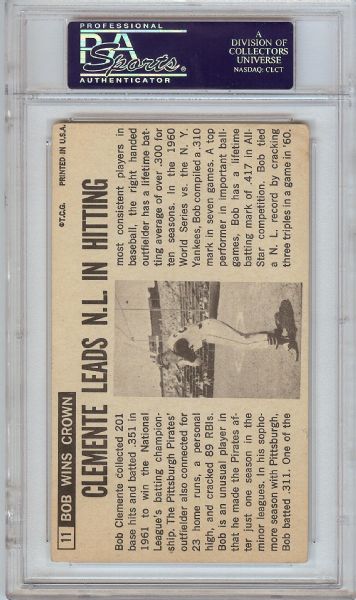 PROFESSIONAL
PSA
Sports
AUTHENTICATOR
A
DIVISION OF
COLLECTORS
UNIVERSE
NASDAQ: CLCT
11 BOB WINS CROWN
©T.C.G. PRINTED IN U.S.A.
CLEMENTE LEADS N.L. IN HITTING
Bob Clemente collected 201
base hits and batted .351 in
1961 to win the National
League's batting champion-
ship. The Pittsburgh Pirates'
outfielder also connected for
23 home runs, a personal
high, and cracked 89 RBIs.
Bob is an unusual player in
that he made the Pirates af-
ter just one season in the
minor leagues. In his sopho-
more season with Pittsburgh,
Bob batted .311. One of the
most consistent players in
baseball, the right handed
outfielder has a lifetime bat-
ting average of over .300 for
ten seasons. In the 1960
World Series vs. the N. Y.
Yankees, Bob compiled a .310
mark in seven games. A top
performer in important ball-
games, Bob has a lifetime
batting mark of .417 in All-
Star competition. Bob tied
a N. L. record by cracking
three triples in a game in '60.